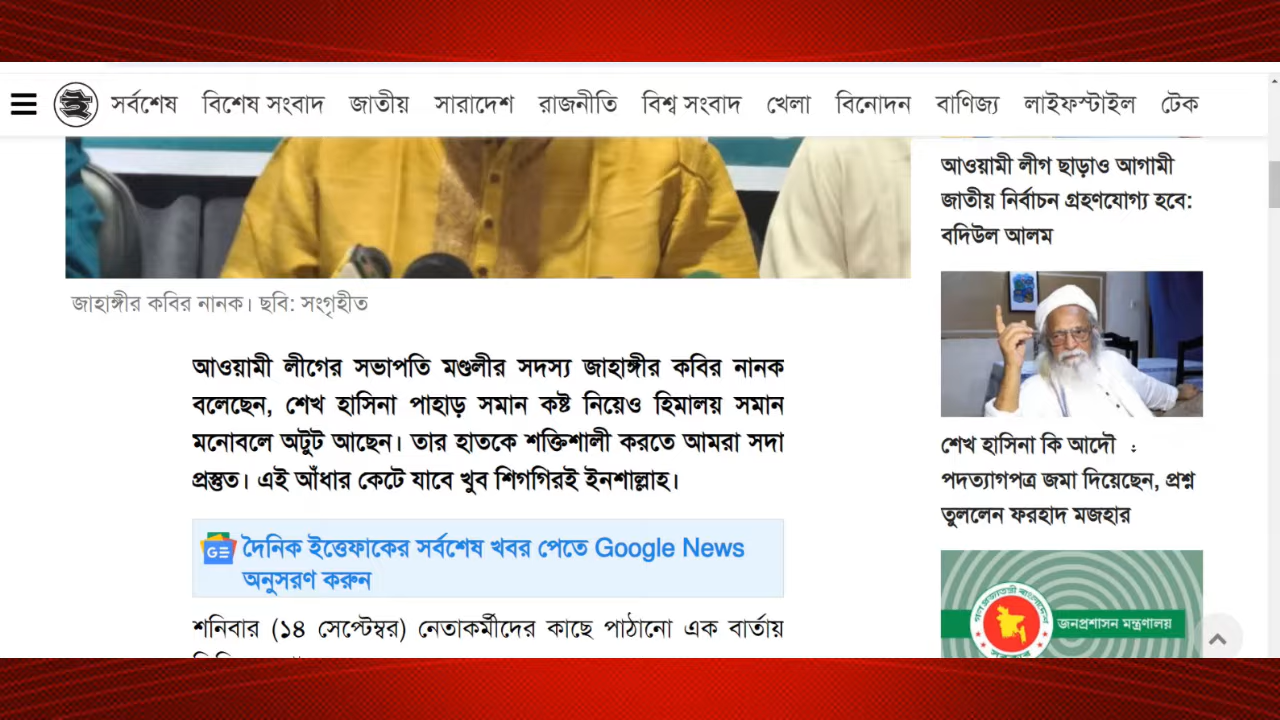 সর্বশেষ বিশেষ সংবাদ জাতীয় সারাদেশ রাজনীতি বিশ্ব সংবাদ খেলা বিনোদন বাণিজ্য লাইফস্টাইল টেক
জাহাঙ্গীর কবির নানক। ছবি: সংগৃহীত
আওয়ামী লীগের সভাপতি মণ্ডলীর সদস্য জাহাঙ্গীর কবির নানক
বলেছেন, শেখ হাসিনা পাহাড় সমান কষ্ট নিয়েও হিমালয় সমান
মনোবলে অটুট আছেন। তার হাতকে শক্তিশালী করতে আমরা সদা
প্রস্তুত। এই আঁধার কেটে যাবে খুব শিগগিরই ইনশাল্লাহ।
দৈনিক ইত্তেফাকের সর্বশেষ খবর পেতে Google News
অনুসরণ করুন
শনিবার (১৪ সেপ্টেম্বর) নেতাকর্মীদের কাছে পাঠানো এক বার্তায়
আওয়ামী লীগ ছাড়াও আগামী
জাতীয় নির্বাচন গ্রহণযোগ্য হবে:
বদিউল আলম
শেখ হাসিনা কি আদৌ :
পদত্যাগপত্র জমা দিয়েছেন, প্রশ্ন
তুললেন ফরহাদ মজহার
জনপ্রশাসন মন্ত্রণালয়